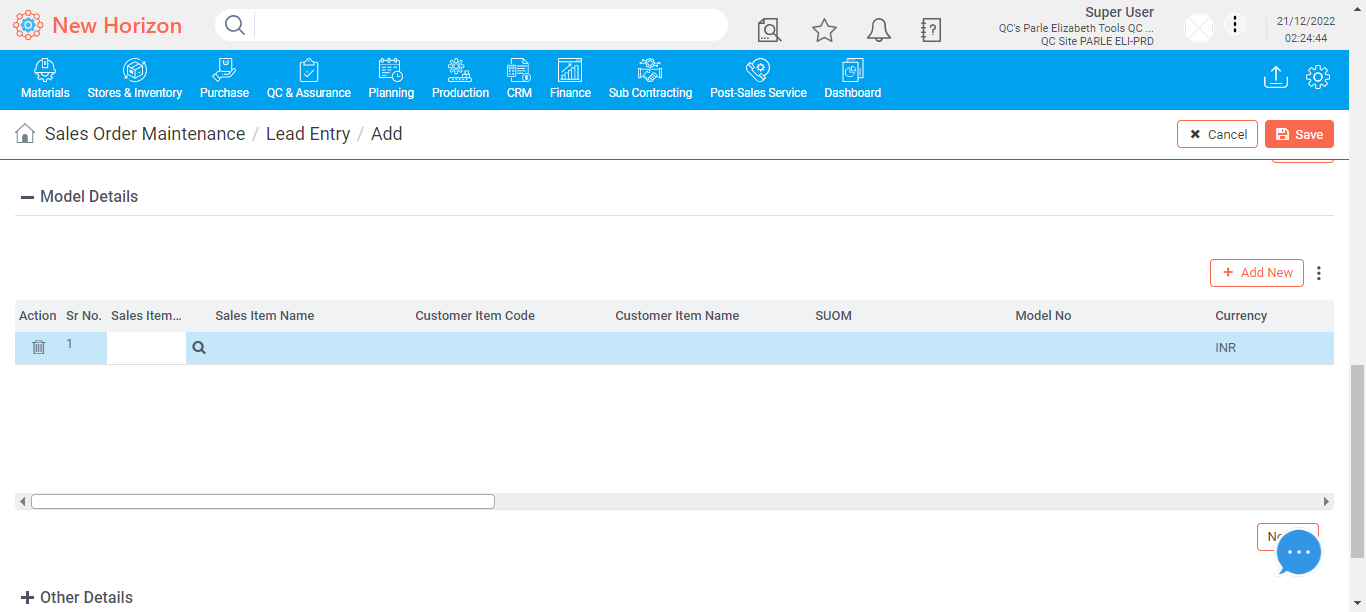 New Horizon
Super User
QC's Parle Elizabeth Tools QC ...
QC Site PARLE ELI-PRD
21/12/2022
02:24:44
Materials Stores & Inventory Purchase QC & Assurance Planning Production CRM Finance Sub Contracting Post-Sales Service Dashboard
Sales Order Maintenance / Lead Entry / Add
Cancel Save
Model Details
+ Add New
Action Sr No. Sales Item... Sales Item Name Customer Item Code Customer Item Name SUOM Model No Currency
1 INR
Other Details